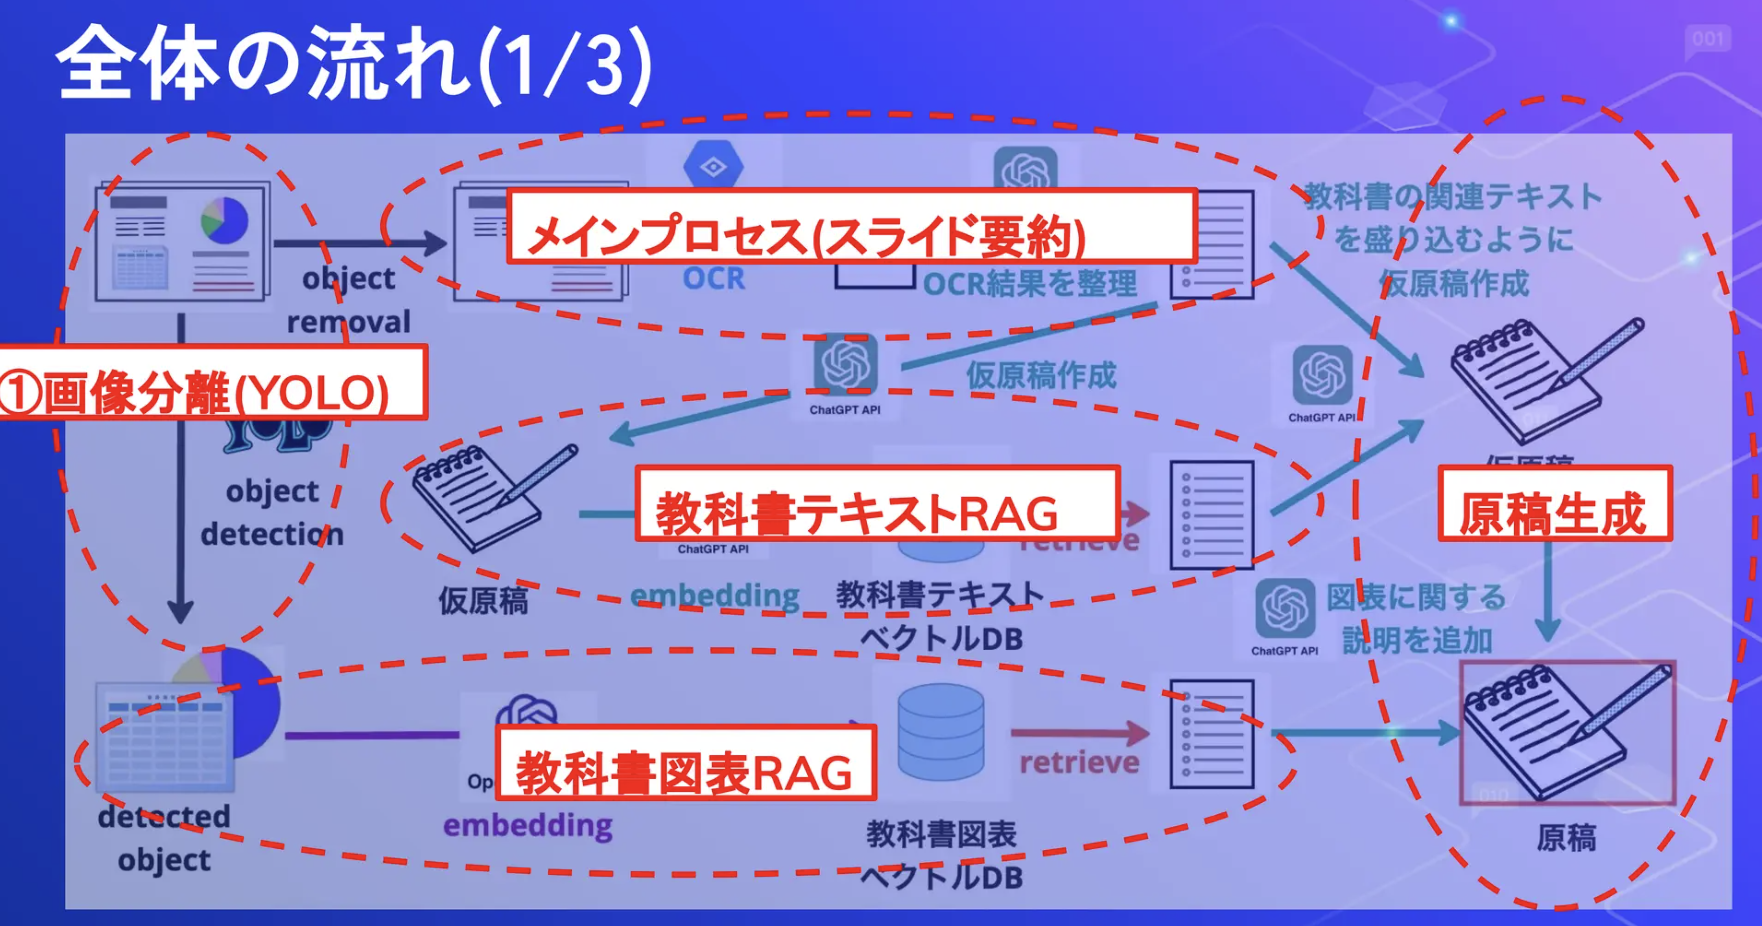 全体の流れ(1/3)
001
メインプロセス(スライド要約)
object
removal
OCR
OCR結果を整理
教科書の関連テキスト
を盛り込むように
仮原稿作成
①画像分離(YOLO)
YOLO
object
detection
ChatGPT API
仮原稿作成
ChatGPT API
仮原稿
教科書テキストRAG
ChatGPT API
embedding
retrieve
教科書テキスト
ベクトルDB
仮原稿
原稿生成
ChatGPT API
図表に関する
説明を追加
detected
object
教科書図表RAG
Op
embedding
retrieve
教科書図表
ベクトルDB
010
原稿